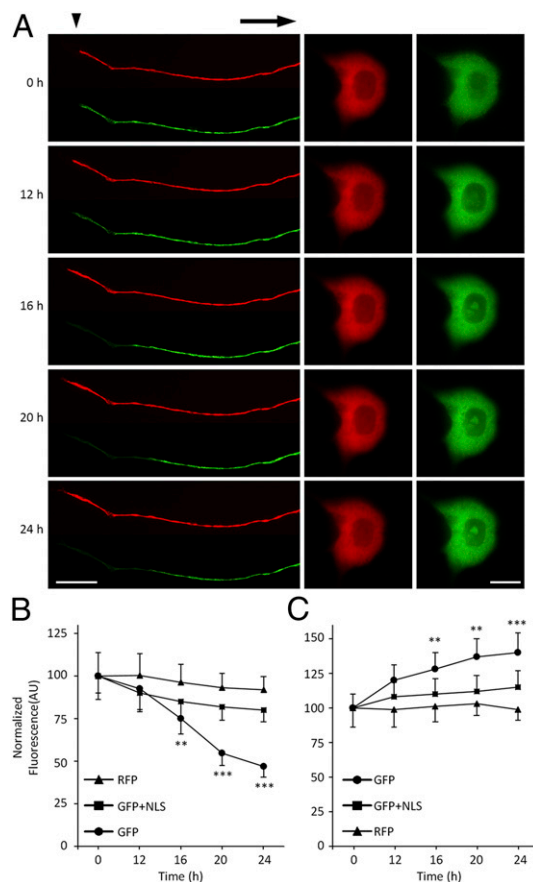 A
0 h
12 h
16 h
20 h
24 h
B
Normalized
Fluorescence(AU)
125
100
75
50
25
0
**
***
***
RFP
GFP+NLS
GFP
0 12 16 20 24
Time (h)
C
150
125
100
75
50
25
0
**
**
***
GFP
GFP+NLS
RFP
0 12 16 20 24
Time (h)